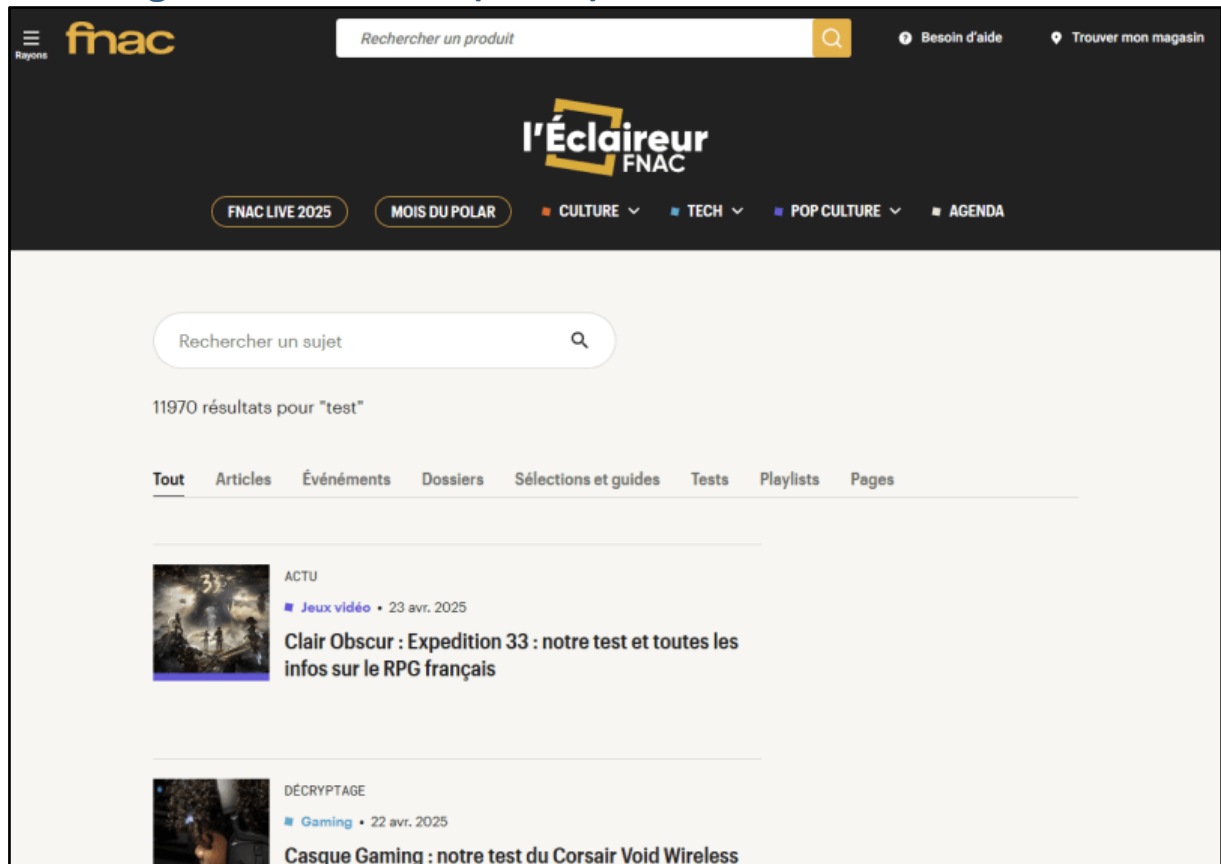 fnac
Rayons
Rechercher un produit
Besoin d'aide
Trouver mon magasin
l'Éclaireur
FNAC
FNAC LIVE 2025
MOIS DU POLAR
CULTURE
TECH
POP CULTURE
AGENDA
Rechercher un sujet
11970 résultats pour "test"
Tout Articles Événéments Dossiers Sélections et guides Tests Playlists Pages
33
ACTU
Jeux vidéo • 23 avr. 2025
Clair Obscur : Expedition 33 : notre test et toutes les
infos sur le RPG français
DÉCRYPTAGE
Gaming • 22 avr. 2025
Casque Gaming : notre test du Corsair Void Wireless